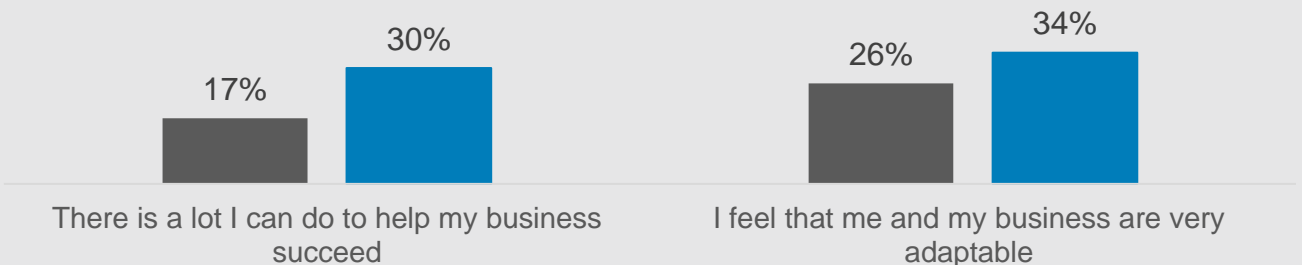 17%
30%
26%
34%
There is a lot I can do to help my business
succeed
I feel that me and my business are very
adaptable